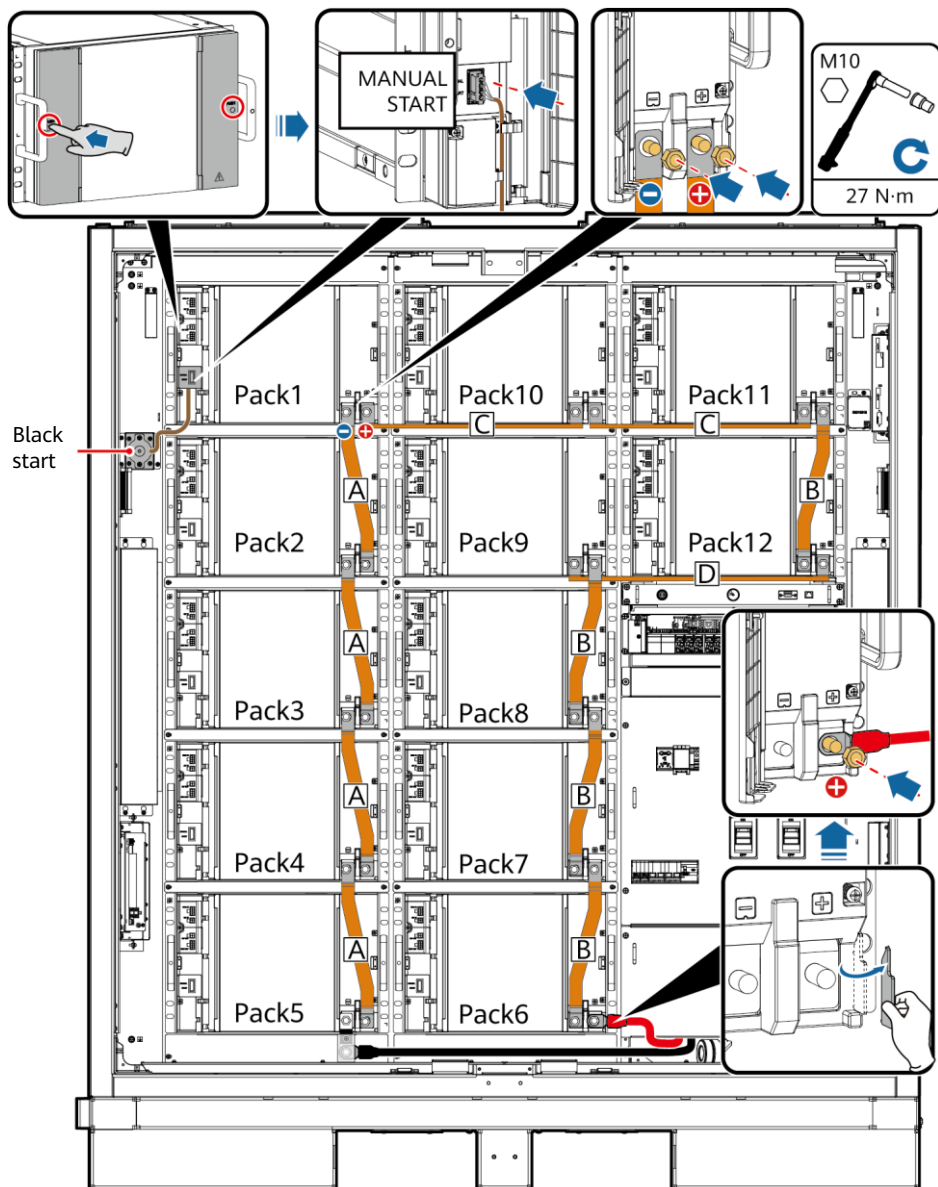 MANUAL
START
M10
27 N·m
Pack1
Pack10
Pack11
C
C
Black
start
A
B
Pack2
Pack9
Pack12
D
A
B
Pack3
Pack8
A
B
Pack4
Pack7
A
B
Pack5
Pack6